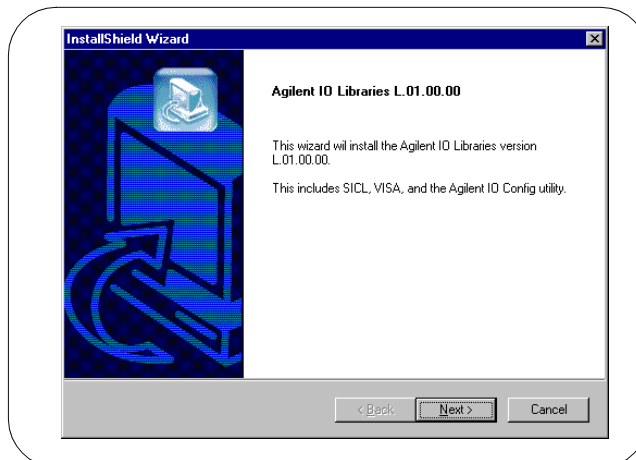 InstallShield Wizard
Agilent IO Libraries L.01.00.00
This wizard wil install the Agilent IO Libraries version
L.01.00.00.
This includes SICL, VISA, and the Agilent IO Config utility.
< Back
Next >
Cancel